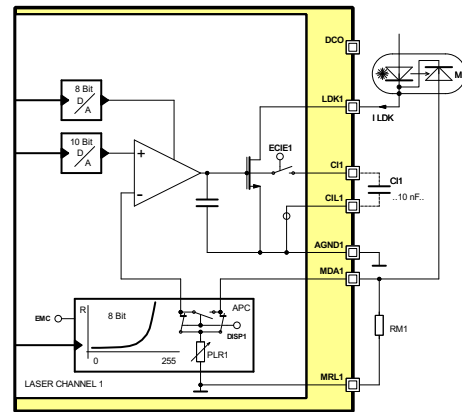 DCO
M
8 Bit
D
A
LDK1
I LDK
10 Bit
D
A
ECIE1
+
CI1
-
CI1
..10 nF..
CIL1
AGND1
MDA1
R
APC
EMC
8 Bit
DISP1
RM1
PLR1
0
255
MRL1
LASER CHANNEL 1